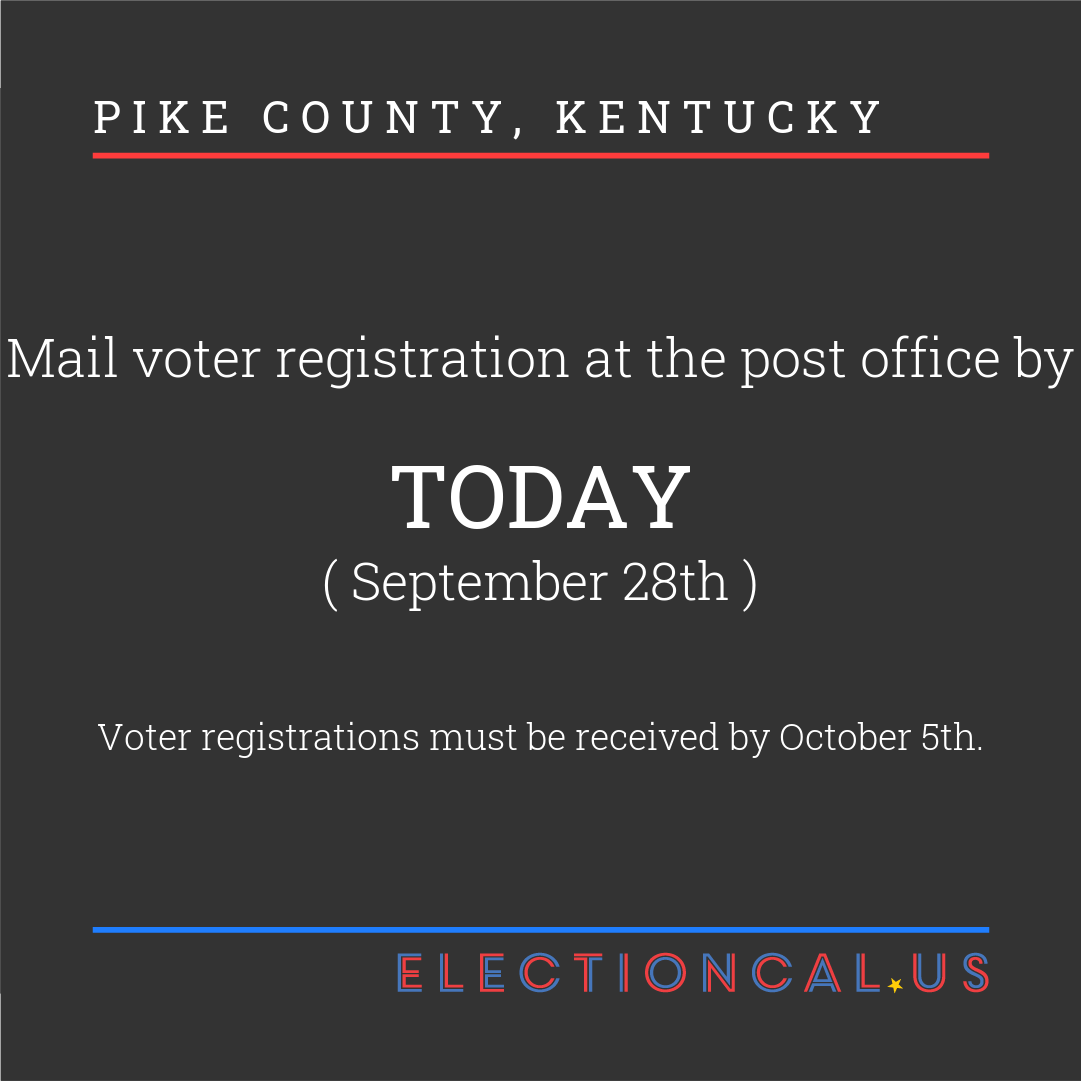 PIKE COUNTY, KENTUCKY
Mail voter registration at the post office by
TODAY
( September 28th )
Voter registrations must be received by October 5th.
ELECTIONCAL.US